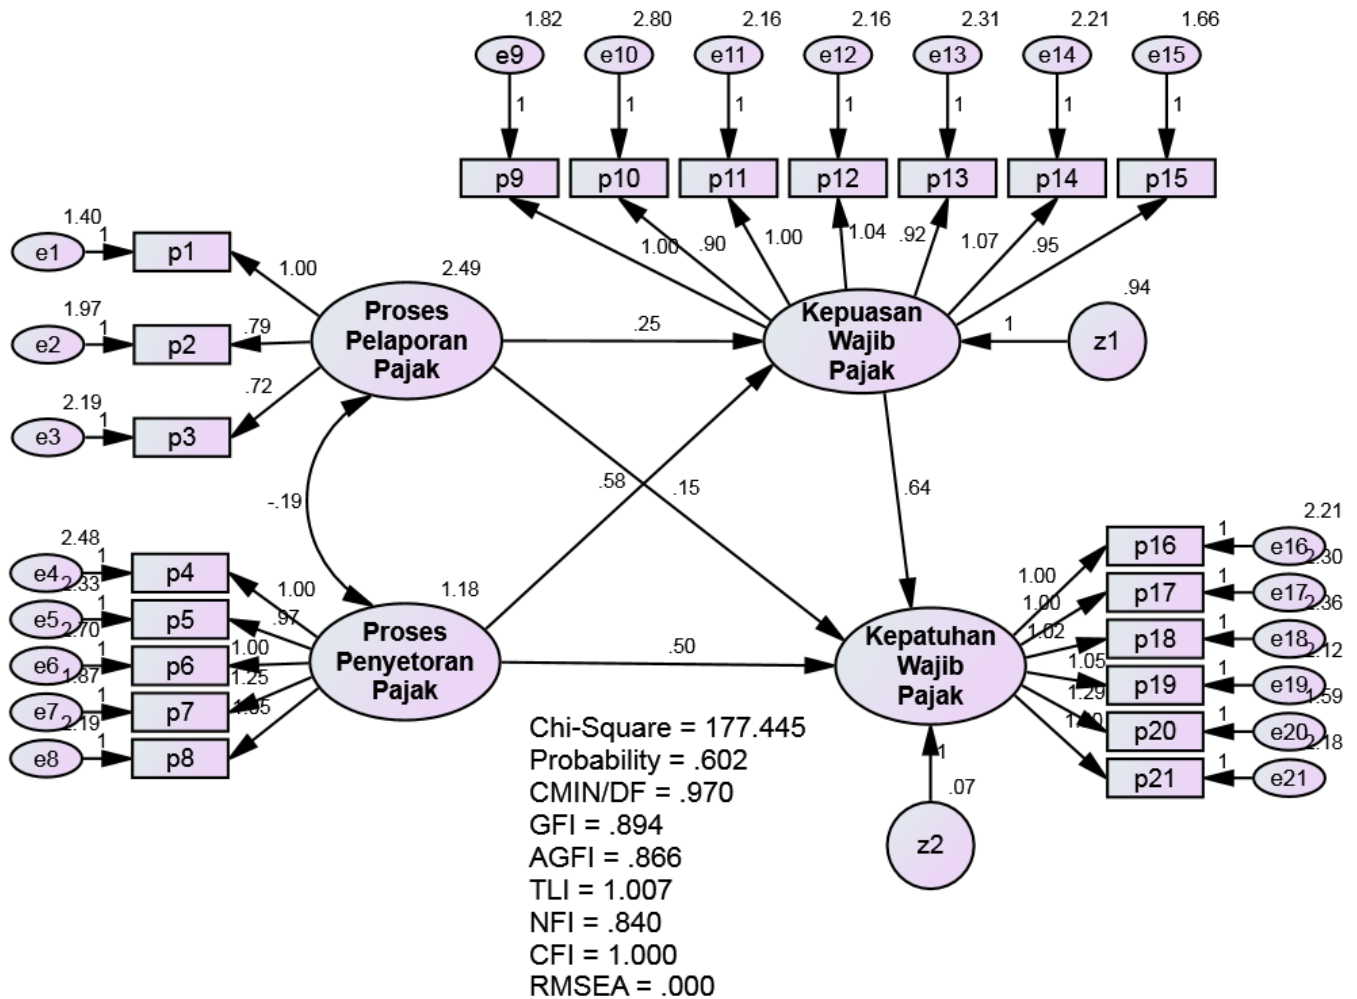 1.82 2.80 2.16 2.16 2.31 2.21 1.66
e9 e10 e11 e12 e13 e14 e15
1 1 1 1 1 1 1
p9 p10 p11 p12 p13 p14 p15
1.00 .90 1.00 1.04 .92 1.07 .95
1.40
e1 1 p1
1.00
1.97
e2 1 p2
.79
2.19
e3 1 p3
.72
2.49
Proses
Pelaporan
Pajak
.25
Kepuasan
Wajib
Pajak
1
.94
z1
-.19
.58
.15
.64
2.48
e4 1 p4
1.00
2.33
e5 1 p5
.97
2.70
e6 1 p6
1.00
1.87
e7 1 p7
1.25
2.19
e8 1 p8
1.18
Proses
Penyetoran
Pajak
.50
Kepatuhan
Wajib
Pajak
1
.07
z2
2.21
1.00 p16 1 e16
2.30
1.00 p17 1 e17
2.36
1.02 p18 1 e18
2.12
1.05 p19 1 e19
1.59
1.29 p20 1 e20
2.18
p21 1 e21
Chi-Square = 177.445
Probability = .602
CMIN/DF = .970
GFI = .894
AGFI = .866
TLI = 1.007
NFI = .840
CFI = 1.000
RMSEA = .000